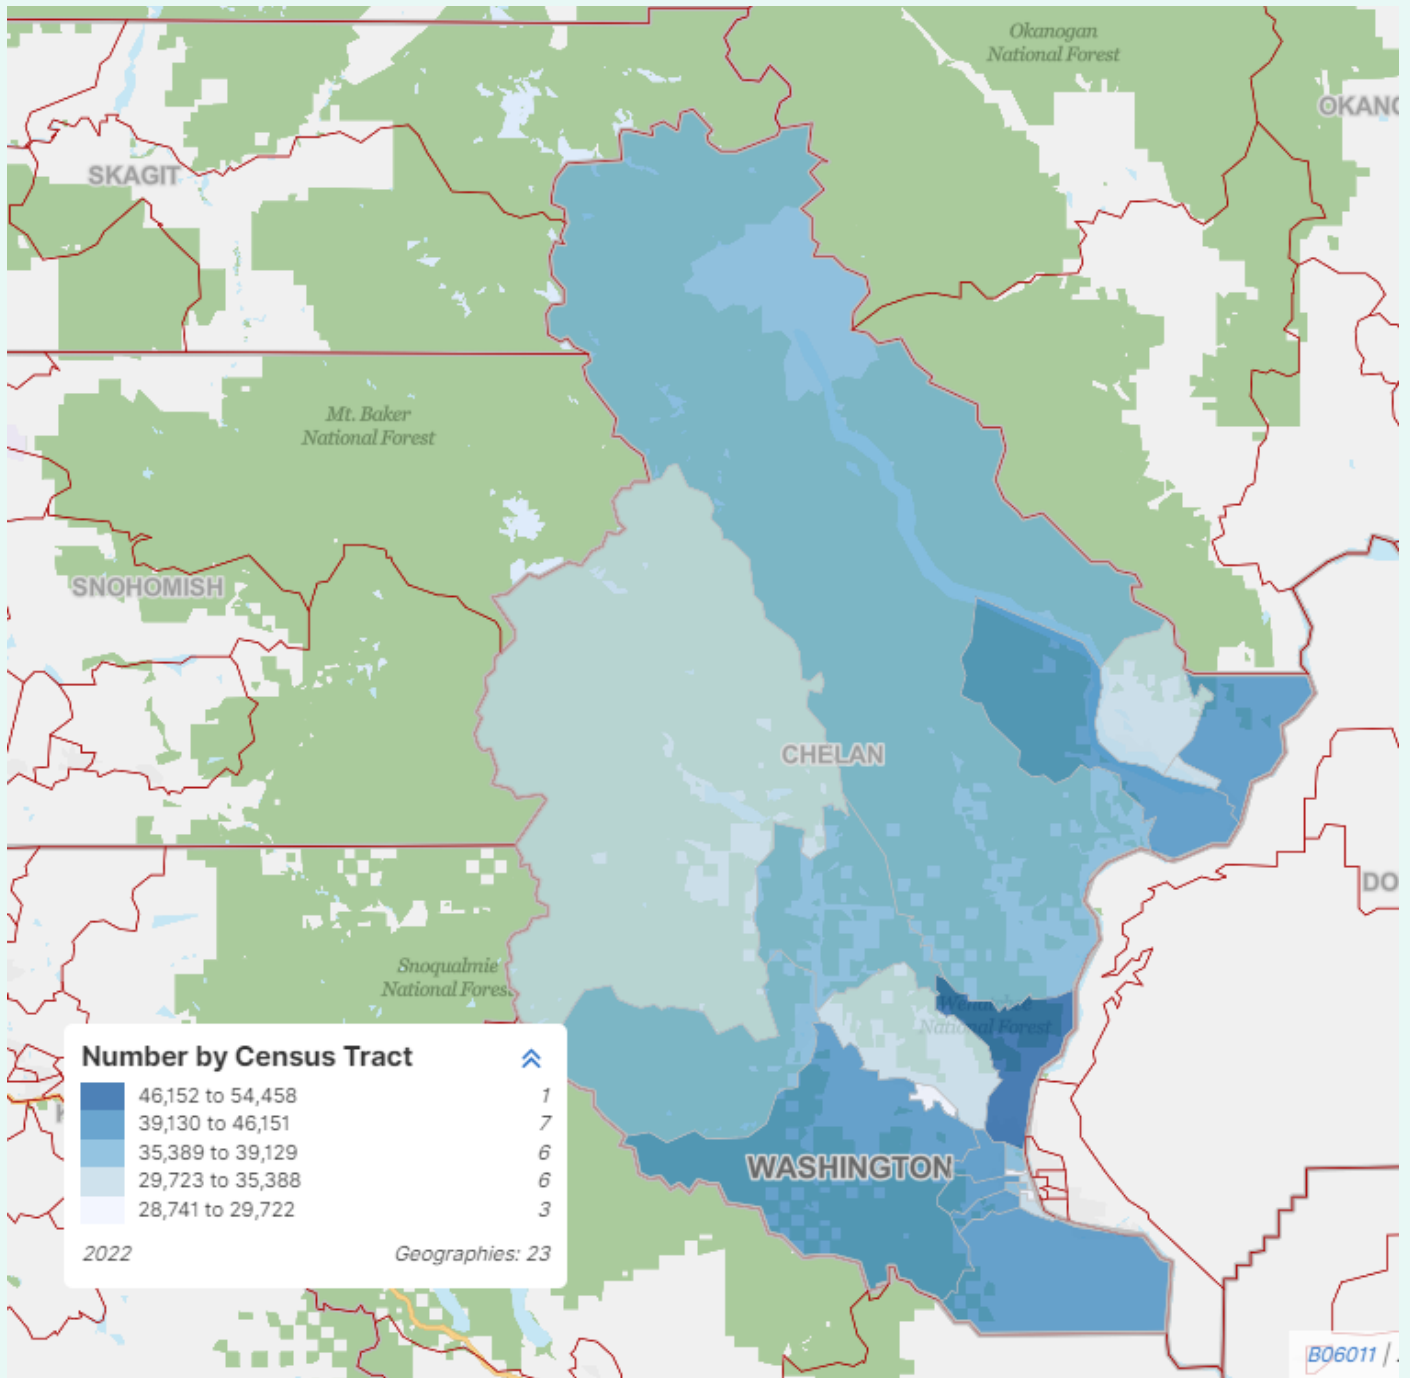 Okanogan
National Forest
SKAGIT
Mt. Baker
National Forest
SNOHOMISH
CHELAN
DO
Snoqualmie
National Forest
National Forest
WASHINGTON
Number by Census Tract
46,152 to 54,458 1
39,130 to 46,151 7
35,389 to 39,129 6
29,723 to 35,388 6
28,741 to 29,722 3
2022 Geographies: 23
B06011 |